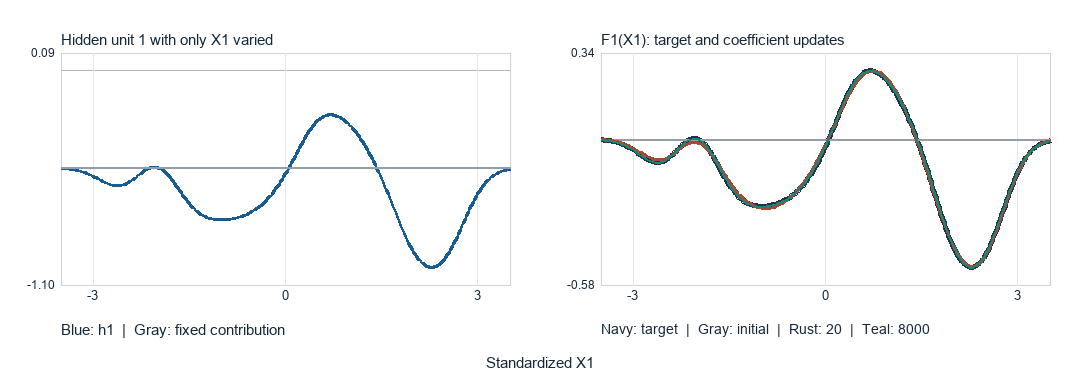 Hidden unit 1 with only X1 varied
0.09
-1.10
-3 0 3
Blue: h1 | Gray: fixed contribution
F1(X1): target and coefficient updates
0.34
-0.58
-3 0 3
Navy: target | Gray: initial | Rust: 20 | Teal: 8000
Standardized X1